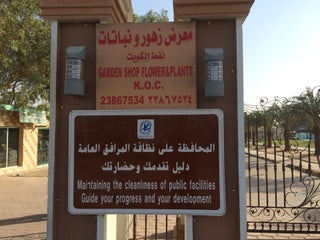 معرض زهور و نباتات
نفط الكويت
GARDEN SHOP FLOWER&PLANTS
K.O.C.
23867534 ٢٣٨٦٧٥٣٤
المحافظة على نظافة المرافق العامة
دليل تقدمك وحضارتك
Maintaining the cleanliness of public facilities
Guide your progress and your development